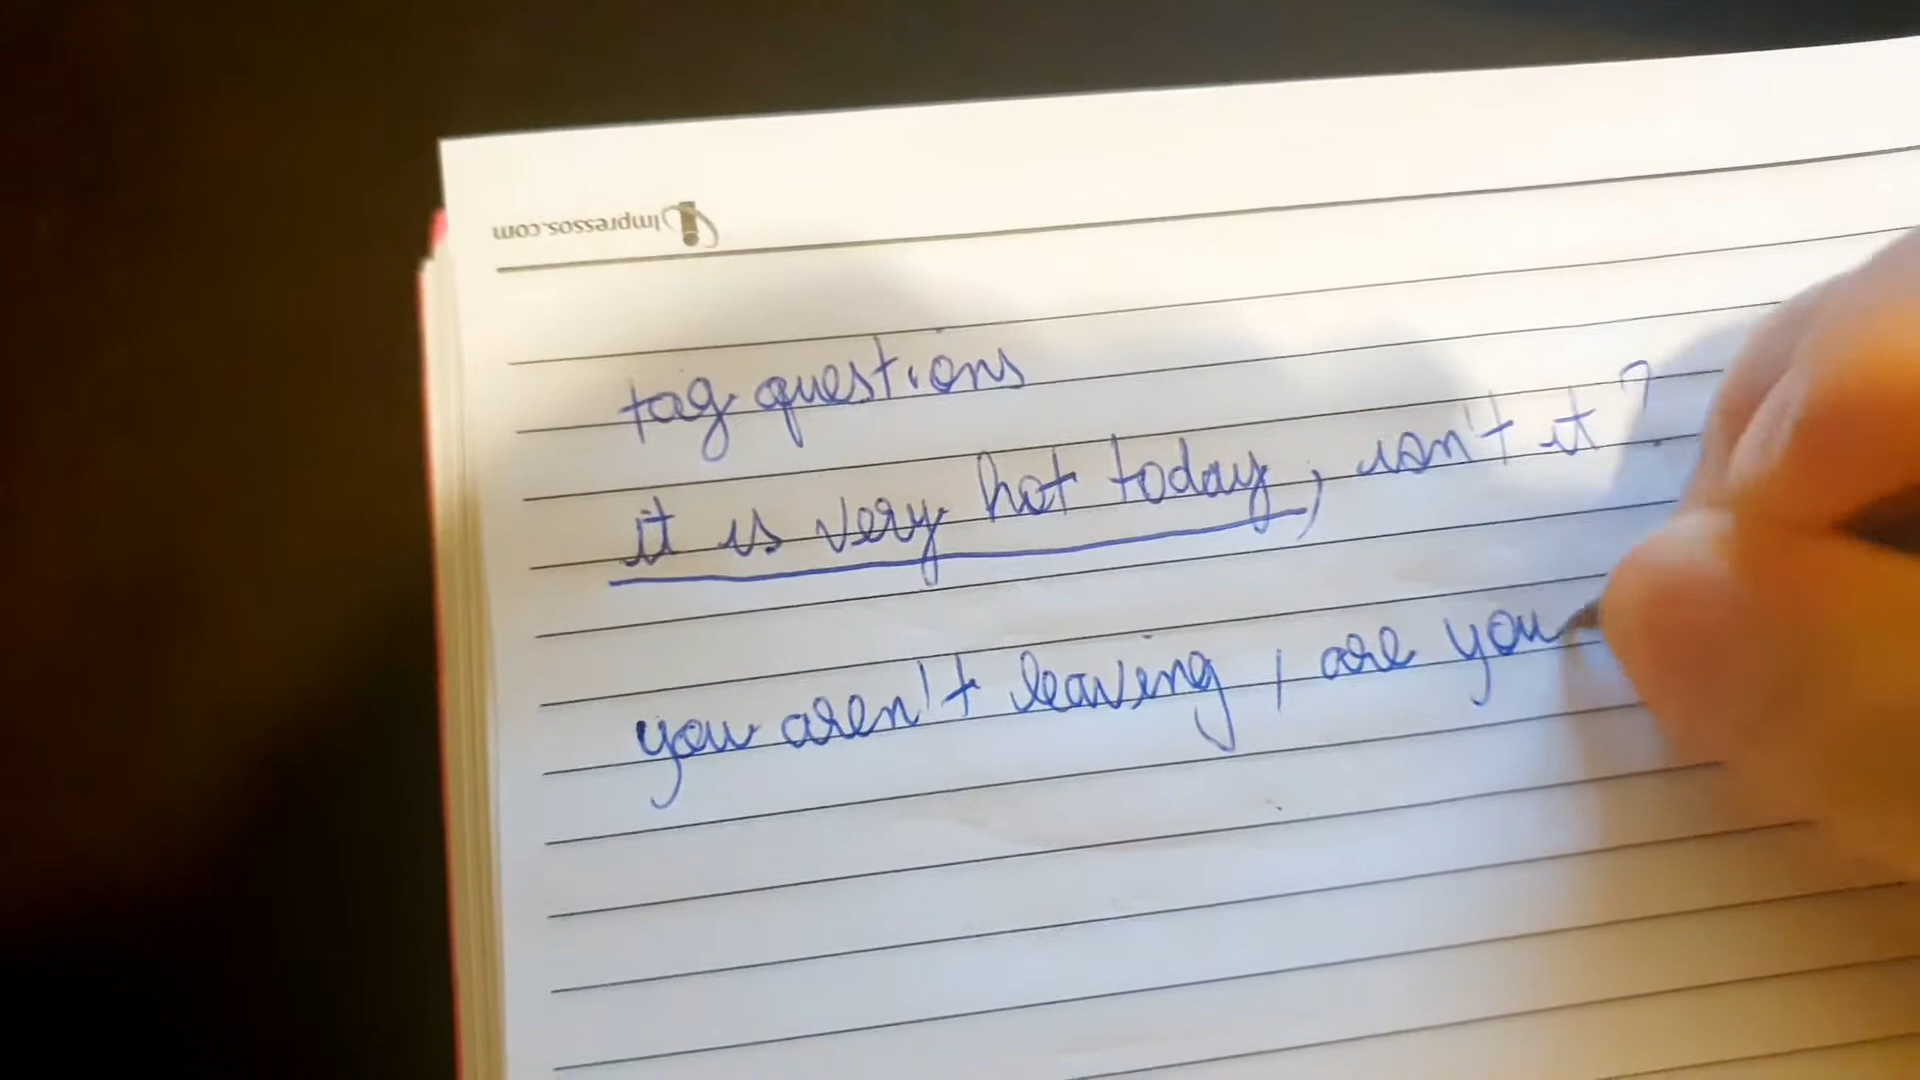 impressos.com
tag questions
it is very hot today, isn't it?
you aren't leaving, are you